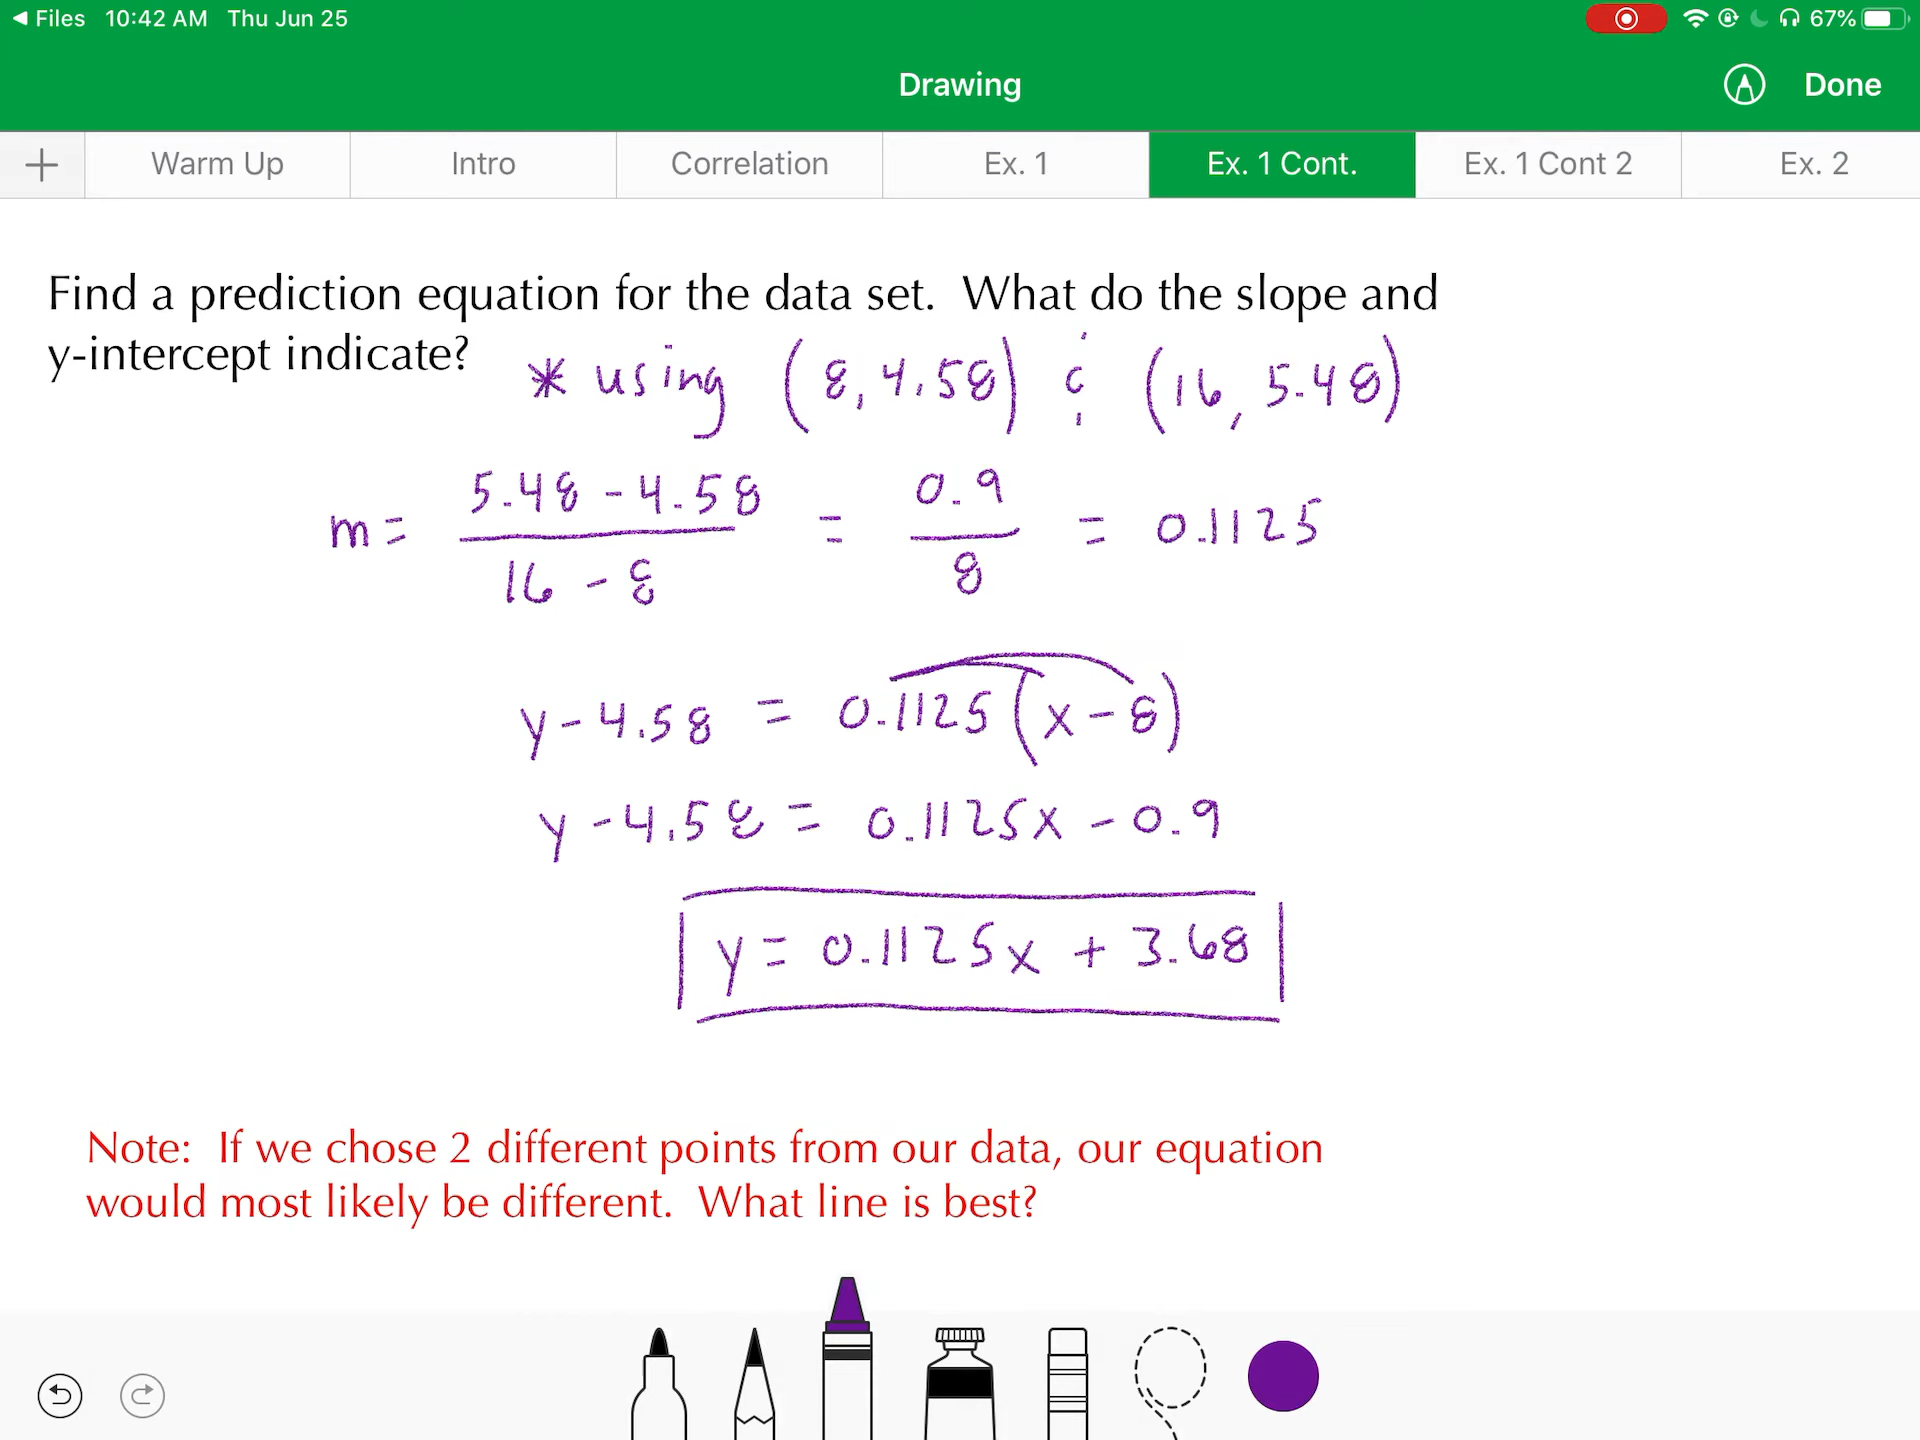 Files 10:42 AM Thu Jun 25 67%
Drawing Done
Warm Up Intro Correlation Ex. 1 Ex. 1 Cont. Ex. 1 Cont 2 Ex. 2
Find a prediction equation for the data set. What do the slope and
y-intercept indicate?
* using (8, 4.58) & (16, 5.48)
m = 5.48 - 4.58 / 16 - 8 = 0.9 / 8 = 0.1125
y - 4.58 = 0.1125 (x - 8)
y - 4.58 = 0.1125x - 0.9
y = 0.1125x + 3.68
Note: If we chose 2 different points from our data, our equation
would most likely be different. What line is best?